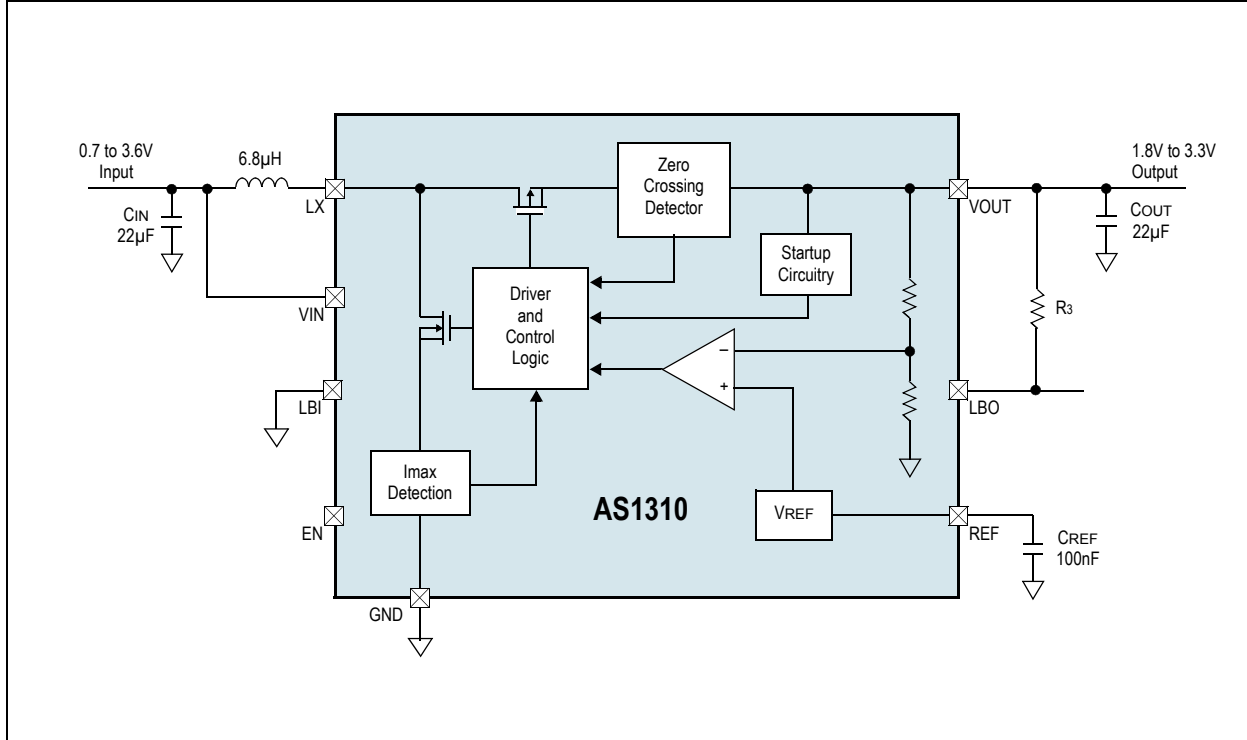 0.7 to 3.6V
Input
6.8µH
CIN
22µF
LX
VIN
LBI
EN
GND
Zero
Crossing
Detector
Startup
Circuitry
Driver
and
Control
Logic
–
+
Imax
Detection
AS1310
VREF
1.8V to 3.3V
Output
VOUT
COUT
22µF
R3
LBO
REF
CREF
100nF